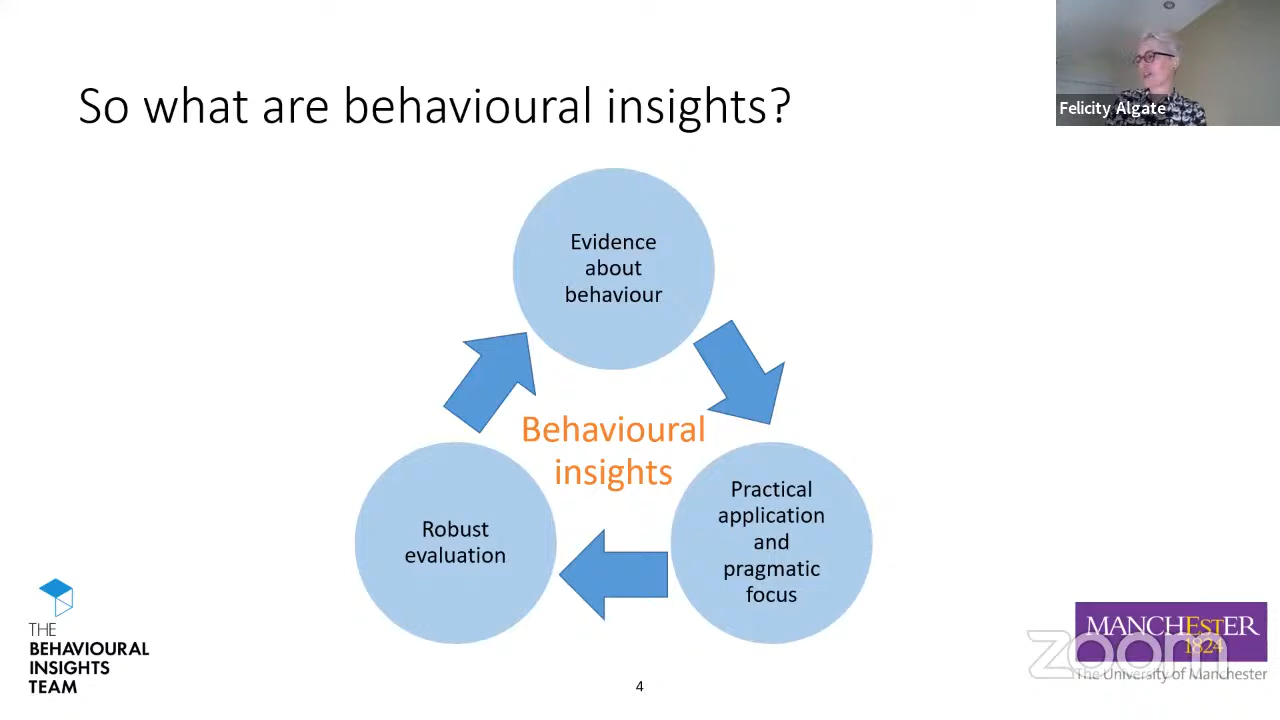 So what are behavioural insights?
Felicity Algate
Evidence
about
behaviour
Behavioural
insights
Robust
evaluation
Practical
application
and
pragmatic
focus
THE
BEHAVIOURAL
INSIGHTS
TEAM
4
MANCHESTER
1824
The University of Manchester
zoom